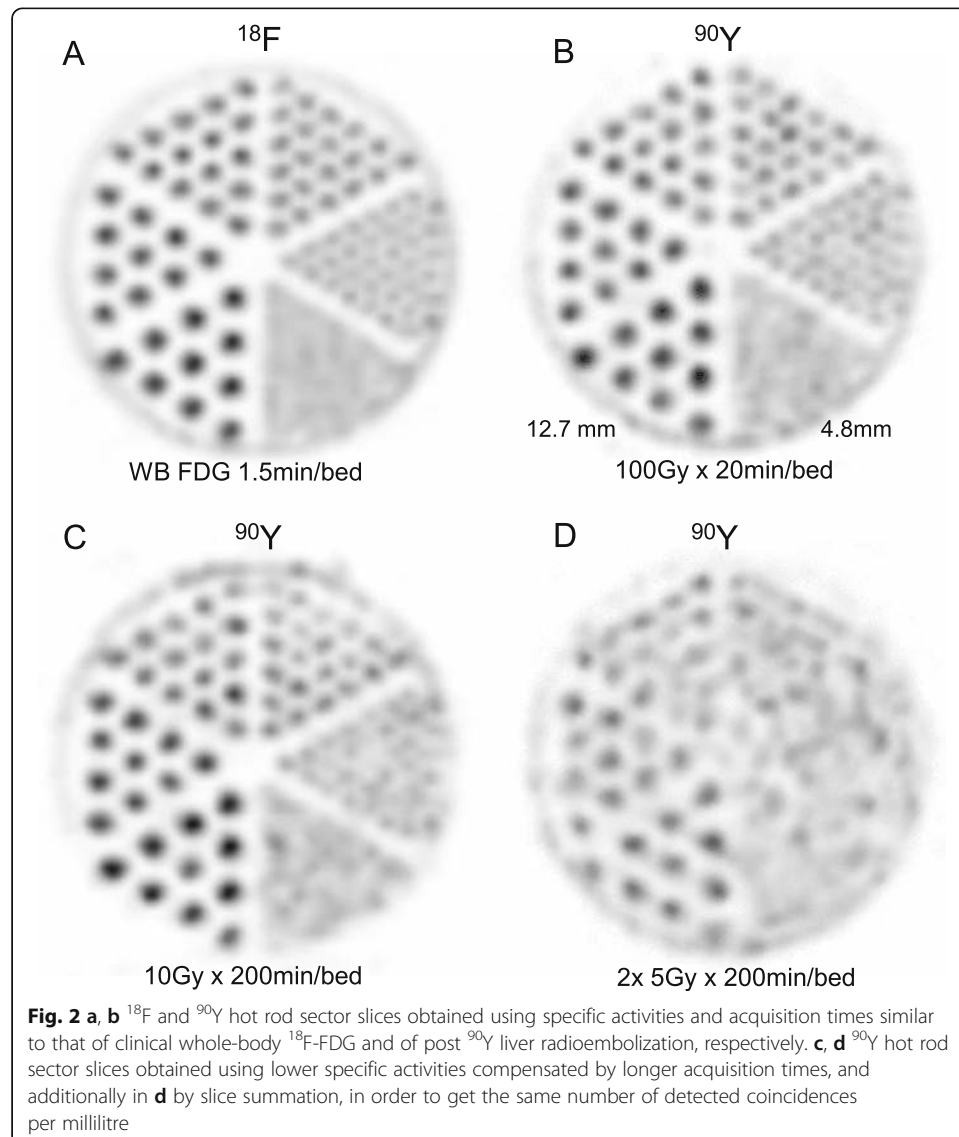 A
18F
B
90Y
12.7 mm
4.8mm
WB FDG 1.5min/bed
100Gy x 20min/bed
C
90Y
D
90Y
10Gy x 200min/bed
2x 5Gy x 200min/bed
Fig. 2 a, b 18F and 90Y hot rod sector slices obtained using specific activities and acquisition times similar
to that of clinical whole-body 18F-FDG and of post 90Y liver radioembolization, respectively. c, d 90Y hot rod
sector slices obtained using lower specific activities compensated by longer acquisition times, and
additionally in d by slice summation, in order to get the same number of detected coincidences
per millilitre